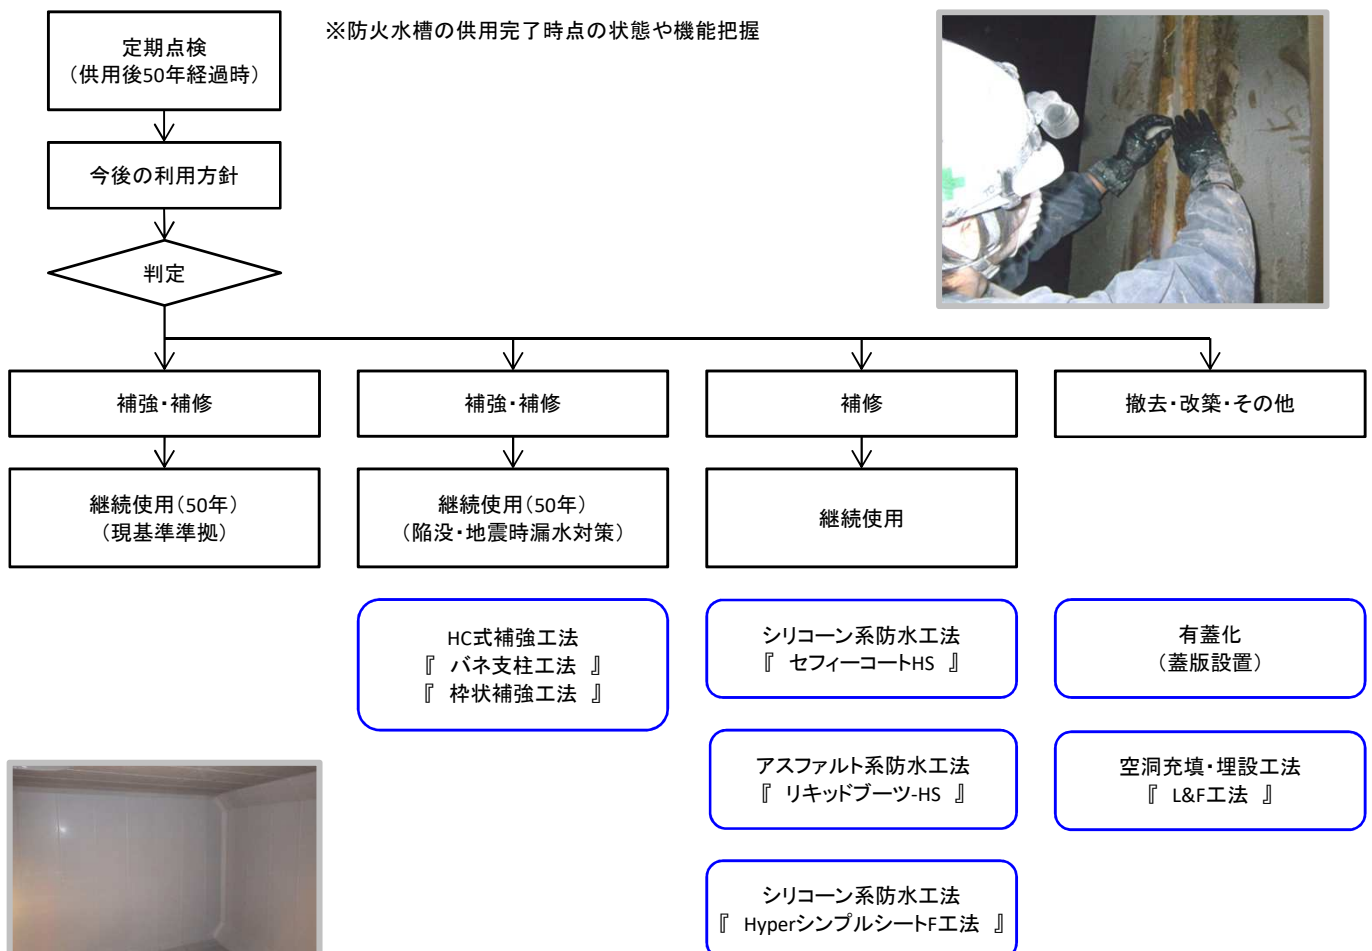 定期点検
（供用後50年経過時）
※防火水槽の供用完了時点の状態や機能把握
今後の利用方針
判定
補強・補修
補強・補修
補修
撤去・改築・その他
継続使用（50年）
（現基準準拠）
継続使用（50年）
（陥没・地震時漏水対策）
継続使用
HC式補強工法
『 バネ支柱工法 』
『 枠状補強工法 』
シリコーン系防水工法
『 セフィーコートHS 』
有蓋化
（蓋版設置）
アスファルト系防水工法
『 リキッドブーツ-HS 』
空洞充填・埋設工法
『 L&F工法 』
シリコーン系防水工法
『 HyperシンプルシートF工法 』